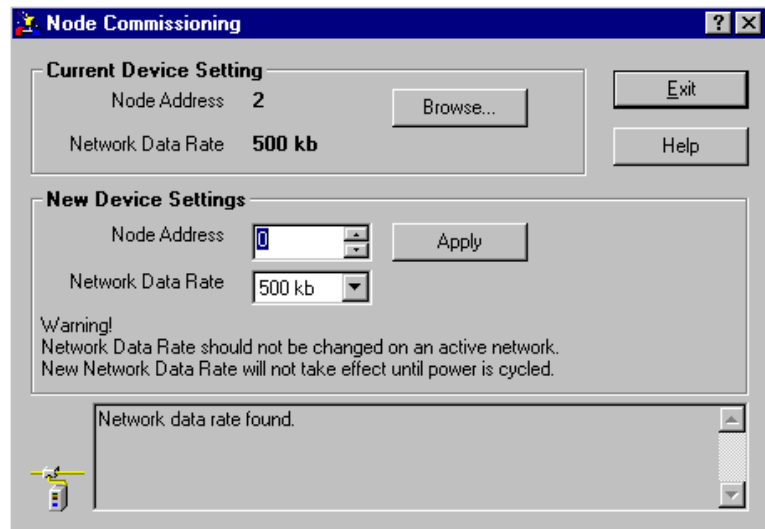 Node Commissioning
Current Device Setting
Node Address 2
Browse...
Exit
Network Data Rate 500 kb
Help
New Device Settings
Node Address 0
Apply
Network Data Rate 500 kb
Warning!
Network Data Rate should not be changed on an active network.
New Network Data Rate will not take effect until power is cycled.
Network data rate found.